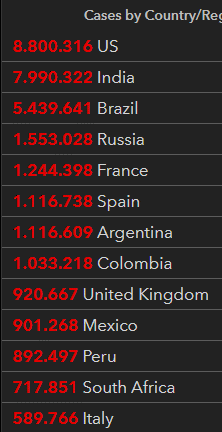 Cases by Country/Reg
8.800.316 US
7.990.322 India
5.439.641 Brazil
1.553.028 Russia
1.244.398 France
1.116.738 Spain
1.116.609 Argentina
1.033.218 Colombia
920.667 United Kingdom
901.268 Mexico
892.497 Peru
717.851 South Africa
589.766 Italy